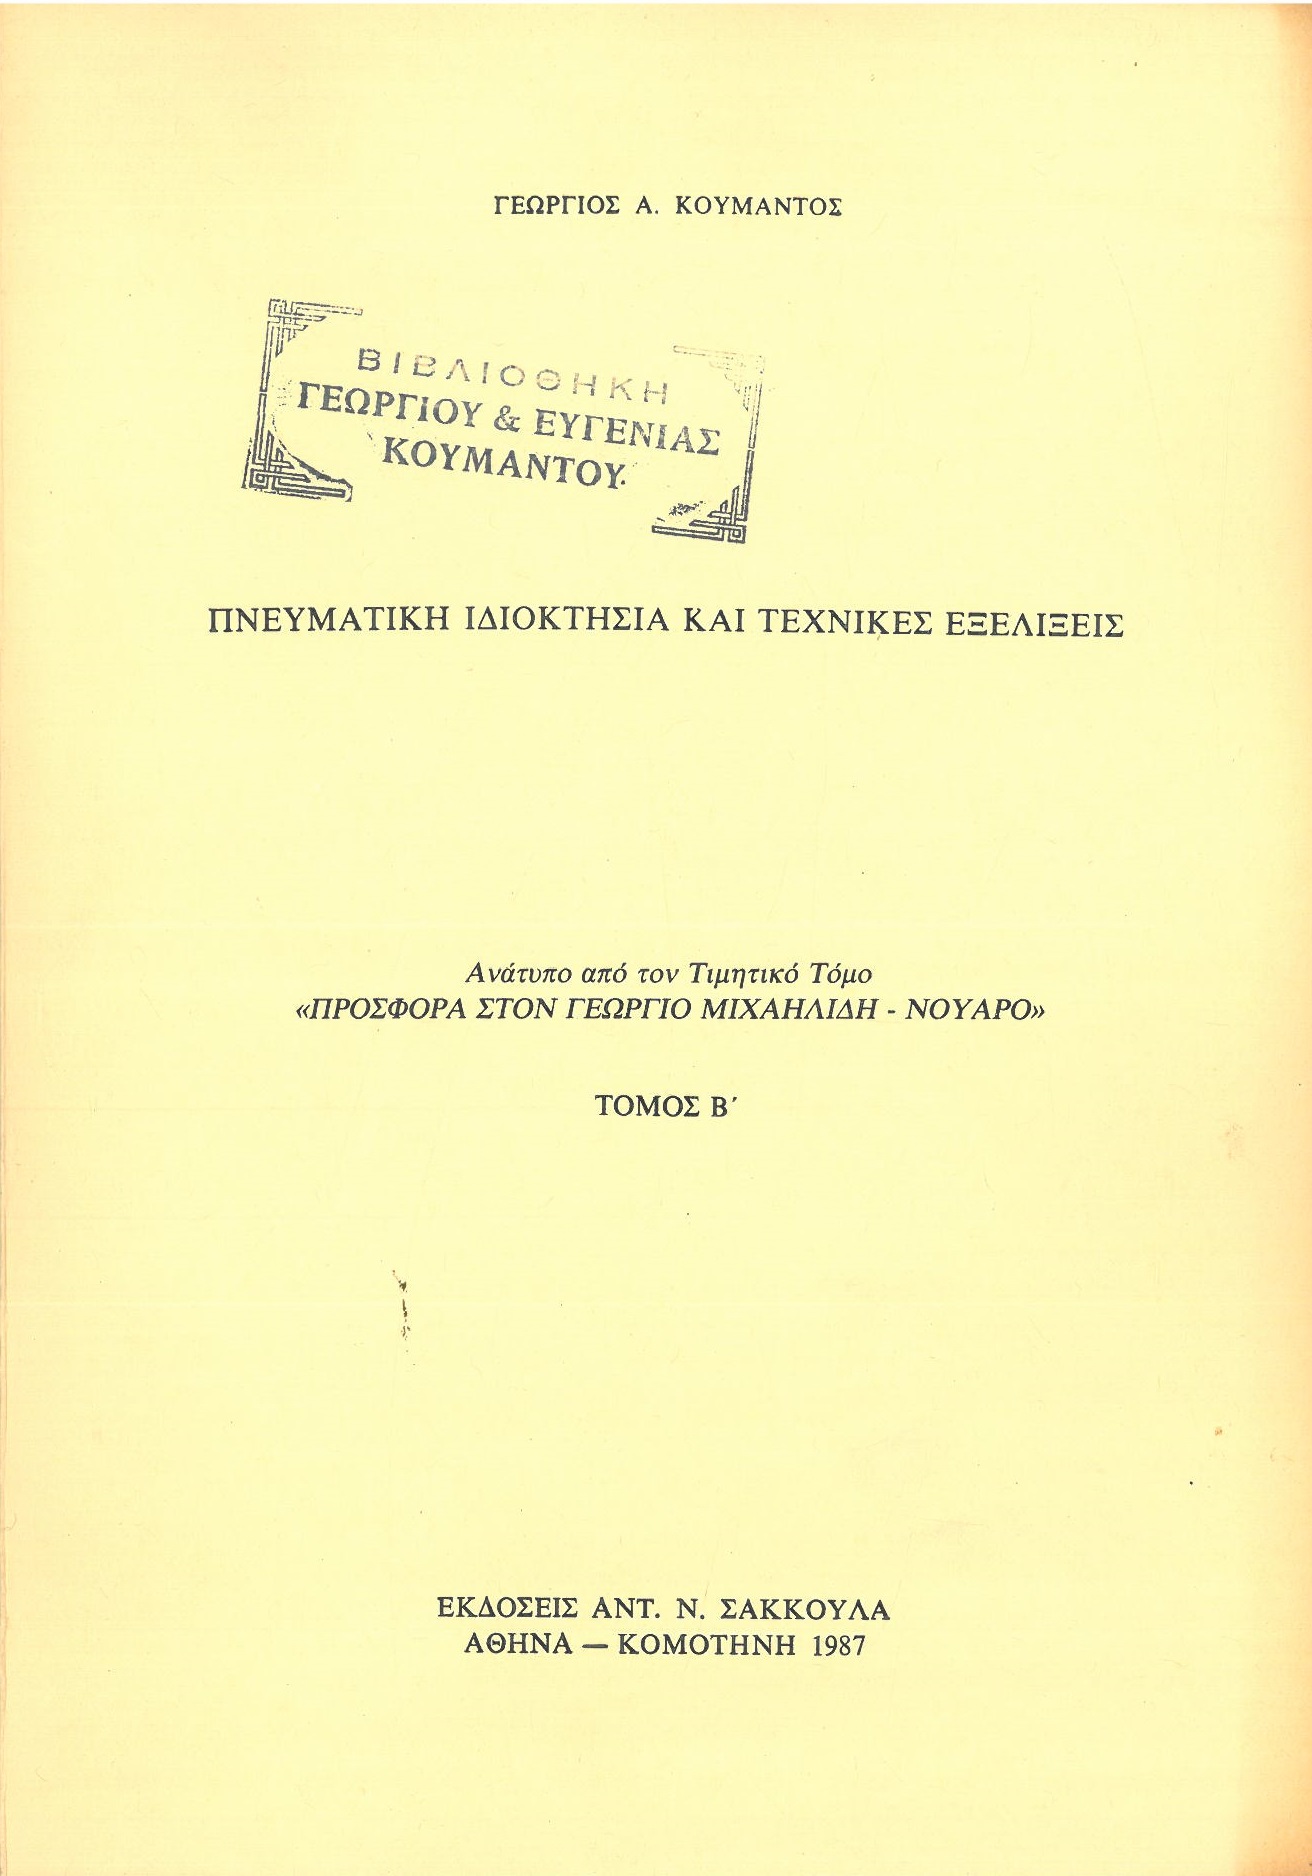 ΓΕΩΡΓΙΟΣ Α. ΚΟΥΜΑΝΤΟΣ
ΒΙΒΛΙΟΘΗΚΗ
ΓΕΩΡΓΙΟΥ & ΕΥΓΕΝΙΑΣ
ΚΟΥΜΑΝΤΟΥ
ΠΝΕΥΜΑΤΙΚΗ ΙΔΙΟΚΤΗΣΙΑ ΚΑΙ ΤΕΧΝΙΚΕΣ ΕΞΕΛΙΞΕΙΣ
Ανάτυπο από τον Τιμητικό Τόμο
«ΠΡΟΣΦΟΡΑ ΣΤΟΝ ΓΕΩΡΓΙΟ ΜΙΧΑΗΛΙΔΗ - ΝΟΥΑΡΟ»
ΤΟΜΟΣ Β΄
ΕΚΔΟΣΕΙΣ ΑΝΤ. Ν. ΣΑΚΚΟΥΛΑ
ΑΘΗΝΑ — ΚΟΜΟΤΗΝΗ 1987